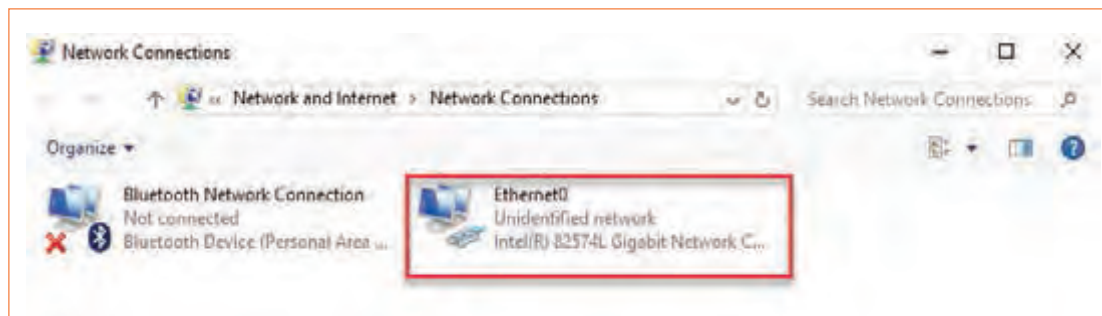 Network Connections
« Network and Internet > Network Connections
Search Network Connections
Organize
Bluetooth Network Connection
Not connected
Bluetooth Device (Personal Area ...
Ethernet0
Unidentified network
Intel(R) 82574L Gigabit Network C...